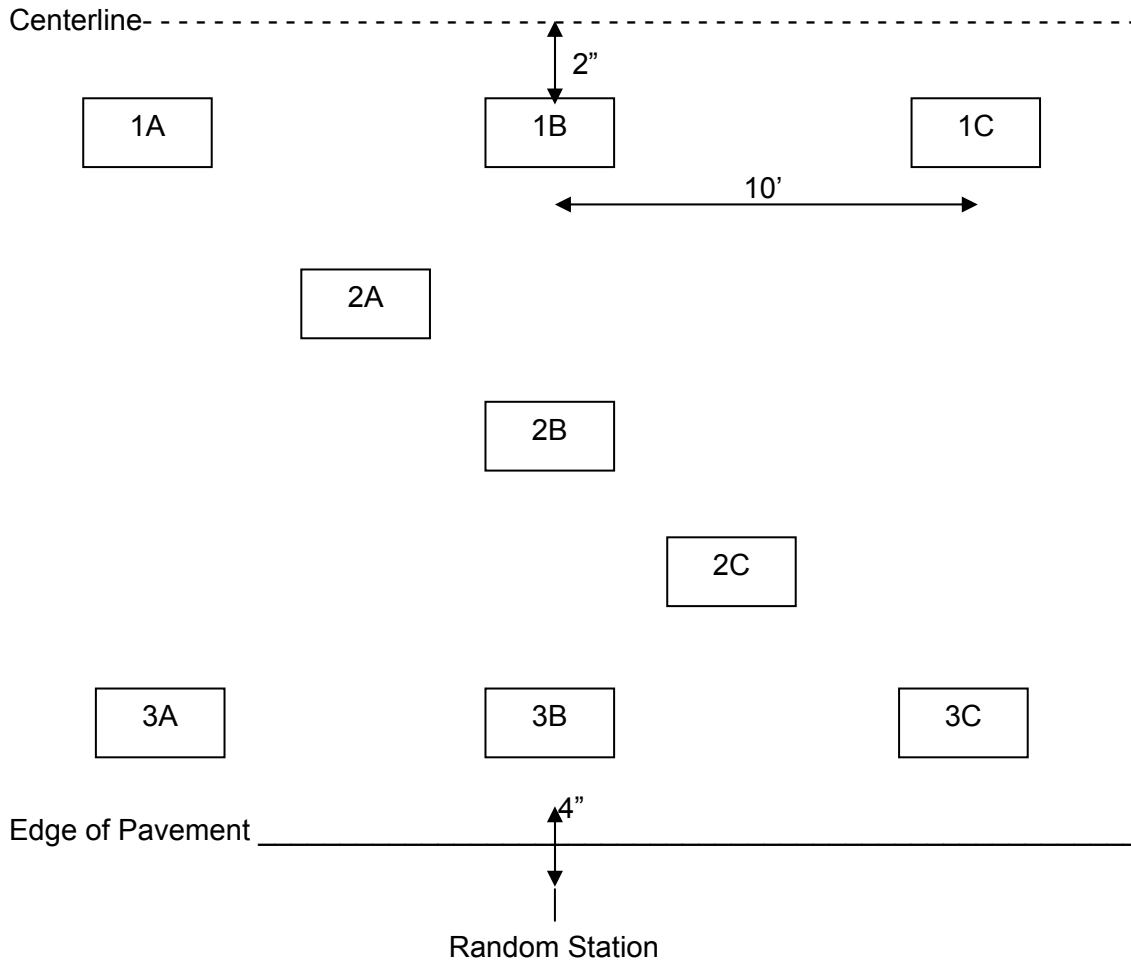 Centerline
2”
1A 1B 1C
10’
2A
2B
2C
3A 3B 3C
4”
Edge of Pavement
Random Station